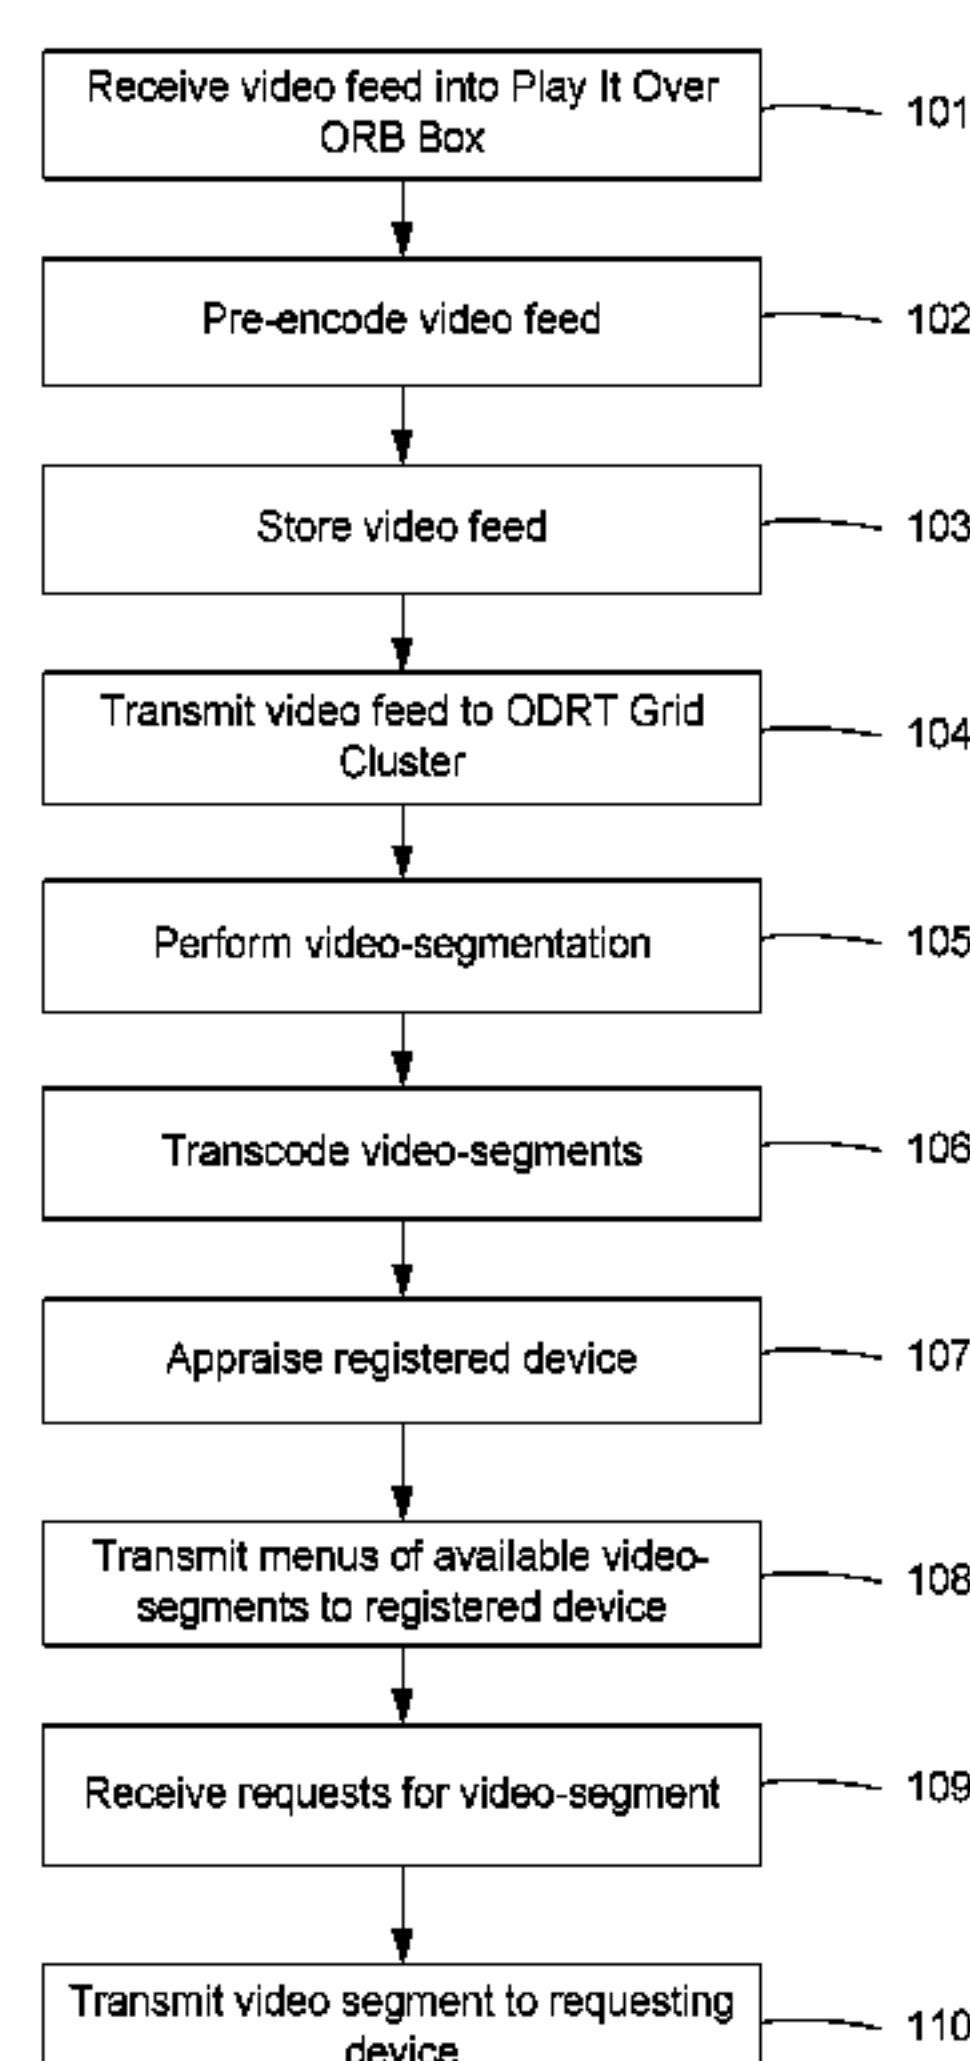 Receive video feed into Play It Over
ORB Box
101
Pre-encode video feed
102
Store video feed
103
Transmit video feed to ODRT Grid
Cluster
104
Perform video-segmentation
105
Transcode video-segments
106
Appraise registered device
107
Transmit menus of available video-
segments to registered device
108
Receive requests for video-segment
109
Transmit video segment to requesting
device
110